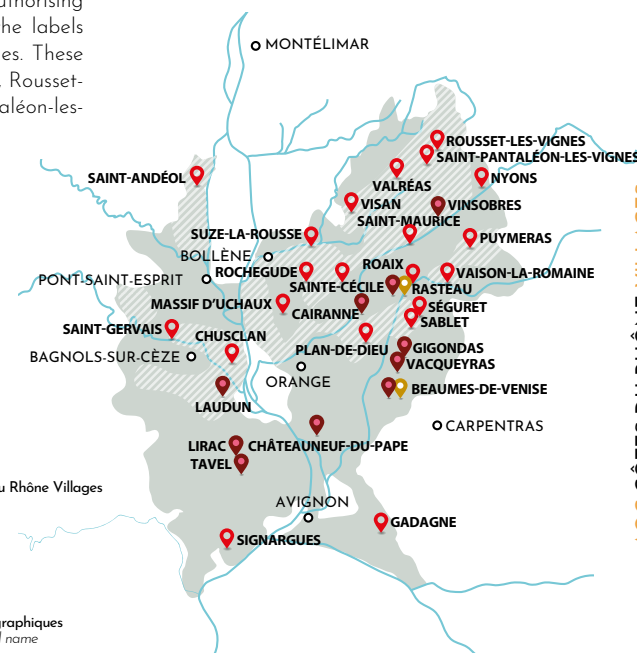 uthorising
he labels
es. These
, Rousset-
aléon-les-
MONTÉLIMAR
ROUSSET-LES-VIGNES
SAINT-PANTALÉON-LES-VIGNES
SAINT-ANDÉOL
VALRÉAS
NYONS
VISAN
VINSOBRES
SAINT-MAURICE
SUZE-LA-ROUSSE
PUYMERAS
BOLLÈNE
ROCHEGUDE
ROAIX
VAISON-LA-ROMAINE
PONT-SAINT-ESPRIT
SAINTE-CÉCILE
RASTEAU
MASSIF D'UCHAUX
CAIRANNE
SÉGURET
SABLET
SAINT-GERVAIS
CHUSCLAN
PLAN-DE-DIEU
GIGONDAS
BAGNOLS-SUR-CÈZE
VACQUEYRAS
ORANGE
BEAUMES-DE-VENISE
LAUDUN
CARPENTRAS
LIRAC
CHÂTEAUNEUF-DU-PAPE
TAVEL
u Rhône Villages
AVIGNON
GADAGNE
SIGNARGUES
raphiques
l name